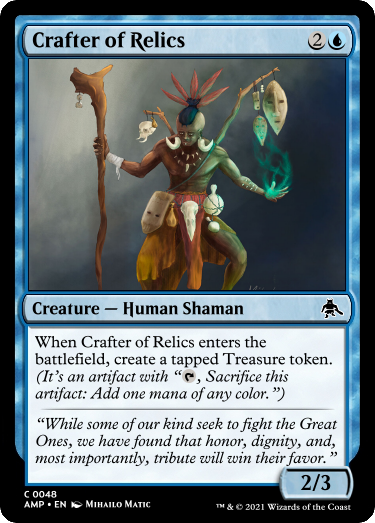 Crafter of Relics 2
Creature — Human Shaman
When Crafter of Relics enters the
battlefield, create a tapped Treasure token.
(It's an artifact with “, Sacrifice this
artifact: Add one mana of any color.”)
“While some of our kind seek to fight the Great
Ones, we have found that honor, dignity, and,
most importantly, tribute will win their favor.”
2/3
C 0048
AMP • EN Mihailo Matic
™ & © 2021 Wizards of the Coast